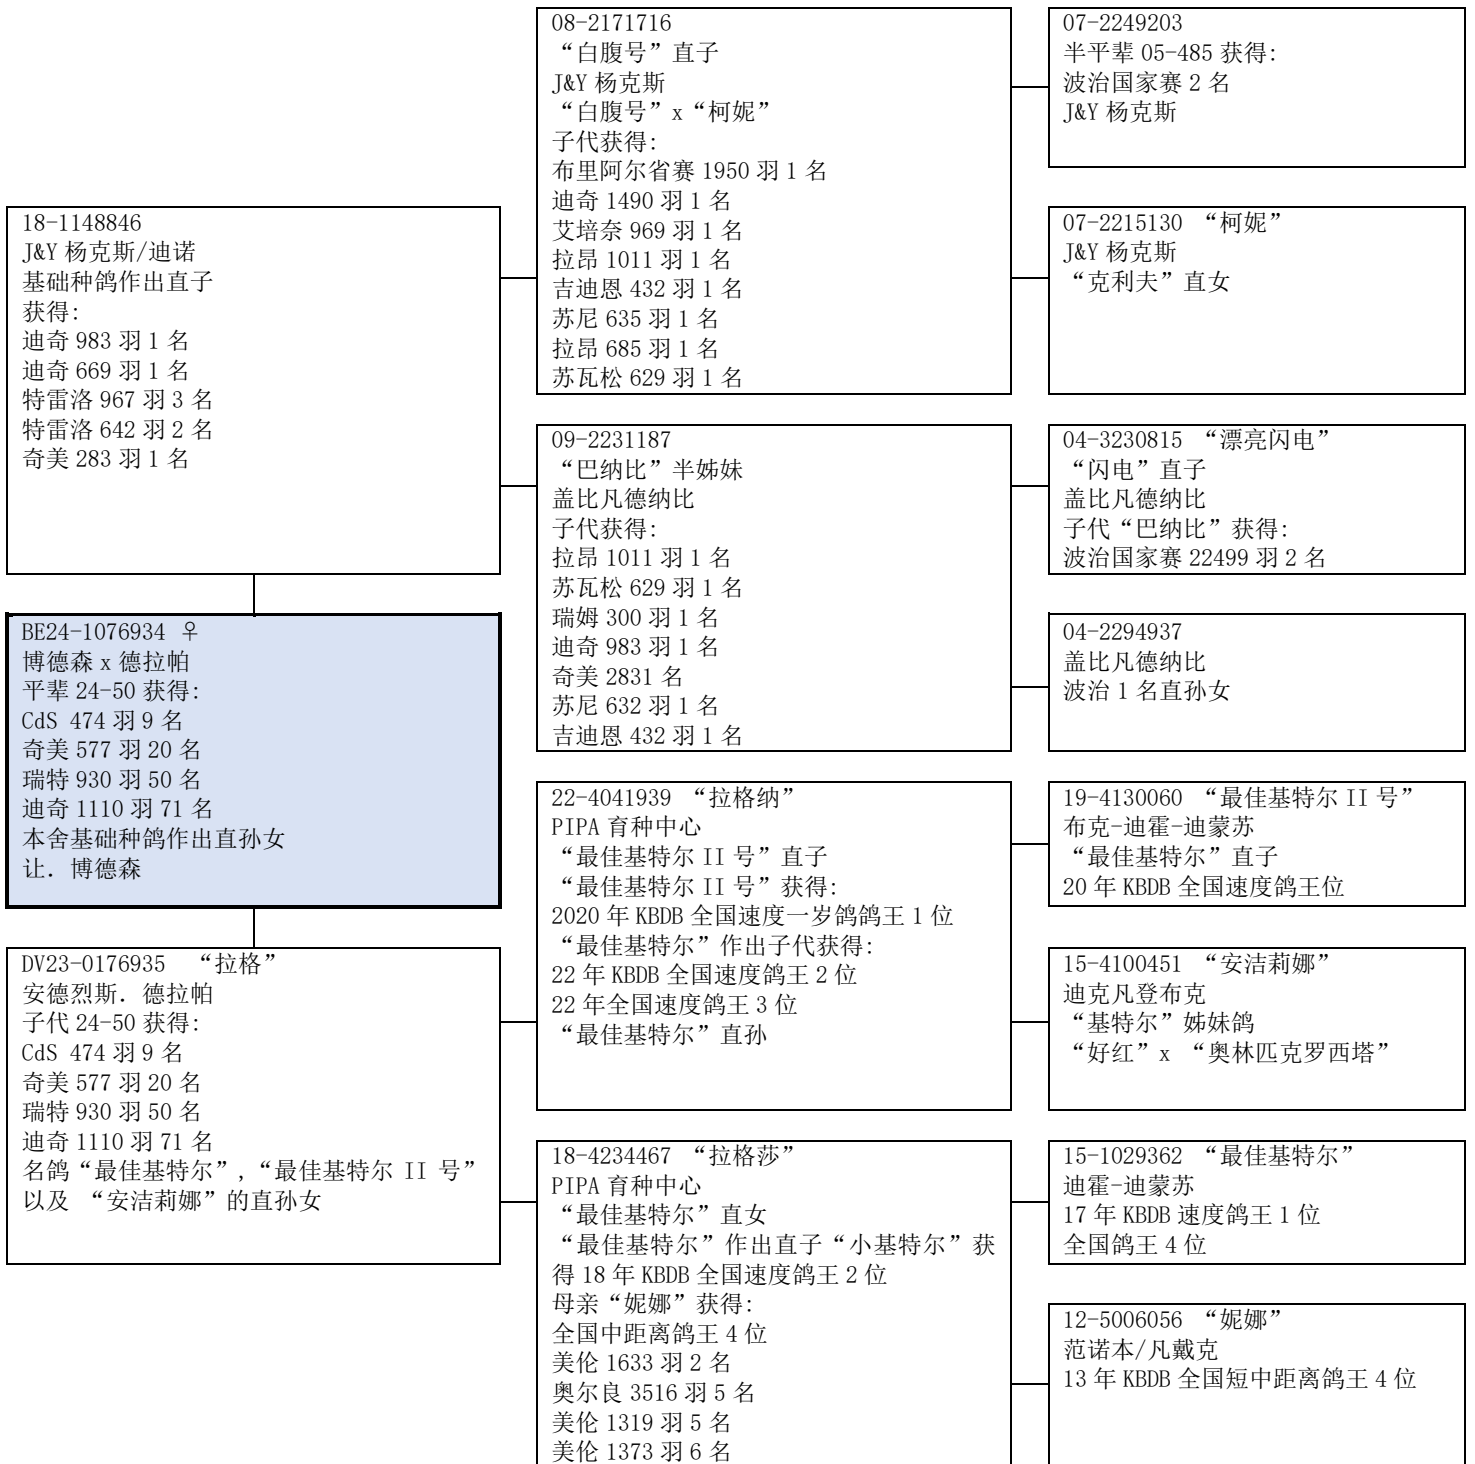 08-2171716
“白腹号”直子
J&Y 杨克斯
“白腹号”x“柯妮”
子代获得:
布里阿尔省赛 1950 羽 1 名
迪奇 1490 羽 1 名
艾培奈 969 羽 1 名
拉昂 1011 羽 1 名
吉迪恩 432 羽 1 名
苏尼 635 羽 1 名
拉昂 685 羽 1 名
苏瓦松 629 羽 1 名
07-2249203
半平辈 05-485 获得:
波治国家赛 2 名
J&Y 杨克斯
18-1148846
J&Y 杨克斯/迪诺
基础种鸽作出直子
获得:
迪奇 983 羽 1 名
迪奇 669 羽 1 名
特雷洛 967 羽 3 名
特雷洛 642 羽 2 名
奇美 283 羽 1 名
07-2215130 “柯妮”
J&Y 杨克斯
“克利夫”直女
09-2231187
“巴纳比”半姊妹
盖比凡德纳比
子代获得:
拉昂 1011 羽 1 名
苏瓦松 629 羽 1 名
瑞姆 300 羽 1 名
迪奇 983 羽 1 名
奇美 2831 名
苏尼 632 羽 1 名
吉迪恩 432 羽 1 名
04-3230815 “漂亮闪电”
“闪电”直子
盖比凡德纳比
子代“巴纳比”获得:
波治国家赛 22499 羽 2 名
BE24-1076934 ♀
博德森 x 德拉帕
平辈 24-50 获得:
CdS 474 羽 9 名
奇美 577 羽 20 名
瑞特 930 羽 50 名
迪奇 1110 羽 71 名
本舍基础种鸽作出直孙女
让. 博德森
04-2294937
盖比凡德纳比
波治 1 名直孙女
22-4041939 “拉格纳”
PIPA 育种中心
“最佳基特尔 II 号”直子
“最佳基特尔 II 号”获得:
2020 年 KBDB 全国速度一岁鸽鸽王 1 位
“最佳基特尔”作出子代获得:
22 年 KBDB 全国速度鸽王 2 位
22 年全国速度鸽王 3 位
“最佳基特尔”直孙
19-4130060 “最佳基特尔 II 号”
布克-迪霍-迪蒙苏
“最佳基特尔”直子
20 年 KBDB 全国速度鸽王位
DV23-0176935 “拉格”
安德烈斯. 德拉帕
子代 24-50 获得:
CdS 474 羽 9 名
奇美 577 羽 20 名
瑞特 930 羽 50 名
迪奇 1110 羽 71 名
名鸽“最佳基特尔”, “最佳基特尔 II 号”
以及 “安洁莉娜”的直孙女
15-4100451 “安洁莉娜”
迪克凡登布克
“基特尔”姊妹鸽
“好红”x “奥林匹克罗西塔”
18-4234467 “拉格莎”
PIPA 育种中心
“最佳基特尔”直女
“最佳基特尔”作出直子“小基特尔”获
得 18 年 KBDB 全国速度鸽王 2 位
母亲“妮娜”获得:
全国中距离鸽王 4 位
美伦 1633 羽 2 名
奥尔良 3516 羽 5 名
美伦 1319 羽 5 名
美伦 1373 羽 6 名
15-1029362 “最佳基特尔”
迪霍-迪蒙苏
17 年 KBDB 速度鸽王 1 位
全国鸽王 4 位
12-5006056 “妮娜”
范诺本/凡戴克
13 年 KBDB 全国短中距离鸽王 4 位